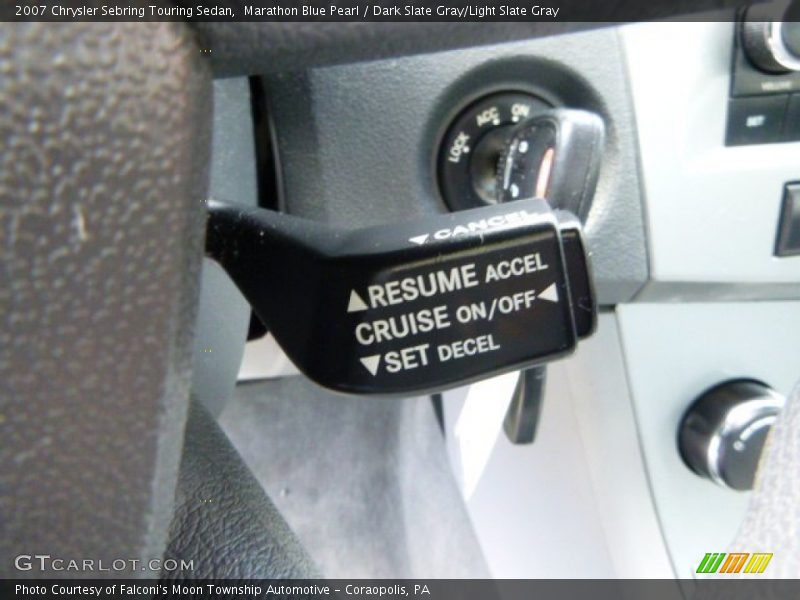 2007 Chrysler Sebring Touring Sedan,  Marathon Blue Pearl / Dark Slate Gray/Light Slate Gray
LOCK ACC ON
SET
▼CANCEL
▲RESUME ACCEL
CRUISE ON/OFF◀
▼SET DECEL
GTCARLOT.COM
Photo Courtesy of Falconi's Moon Township Automotive - Coraopolis, PA